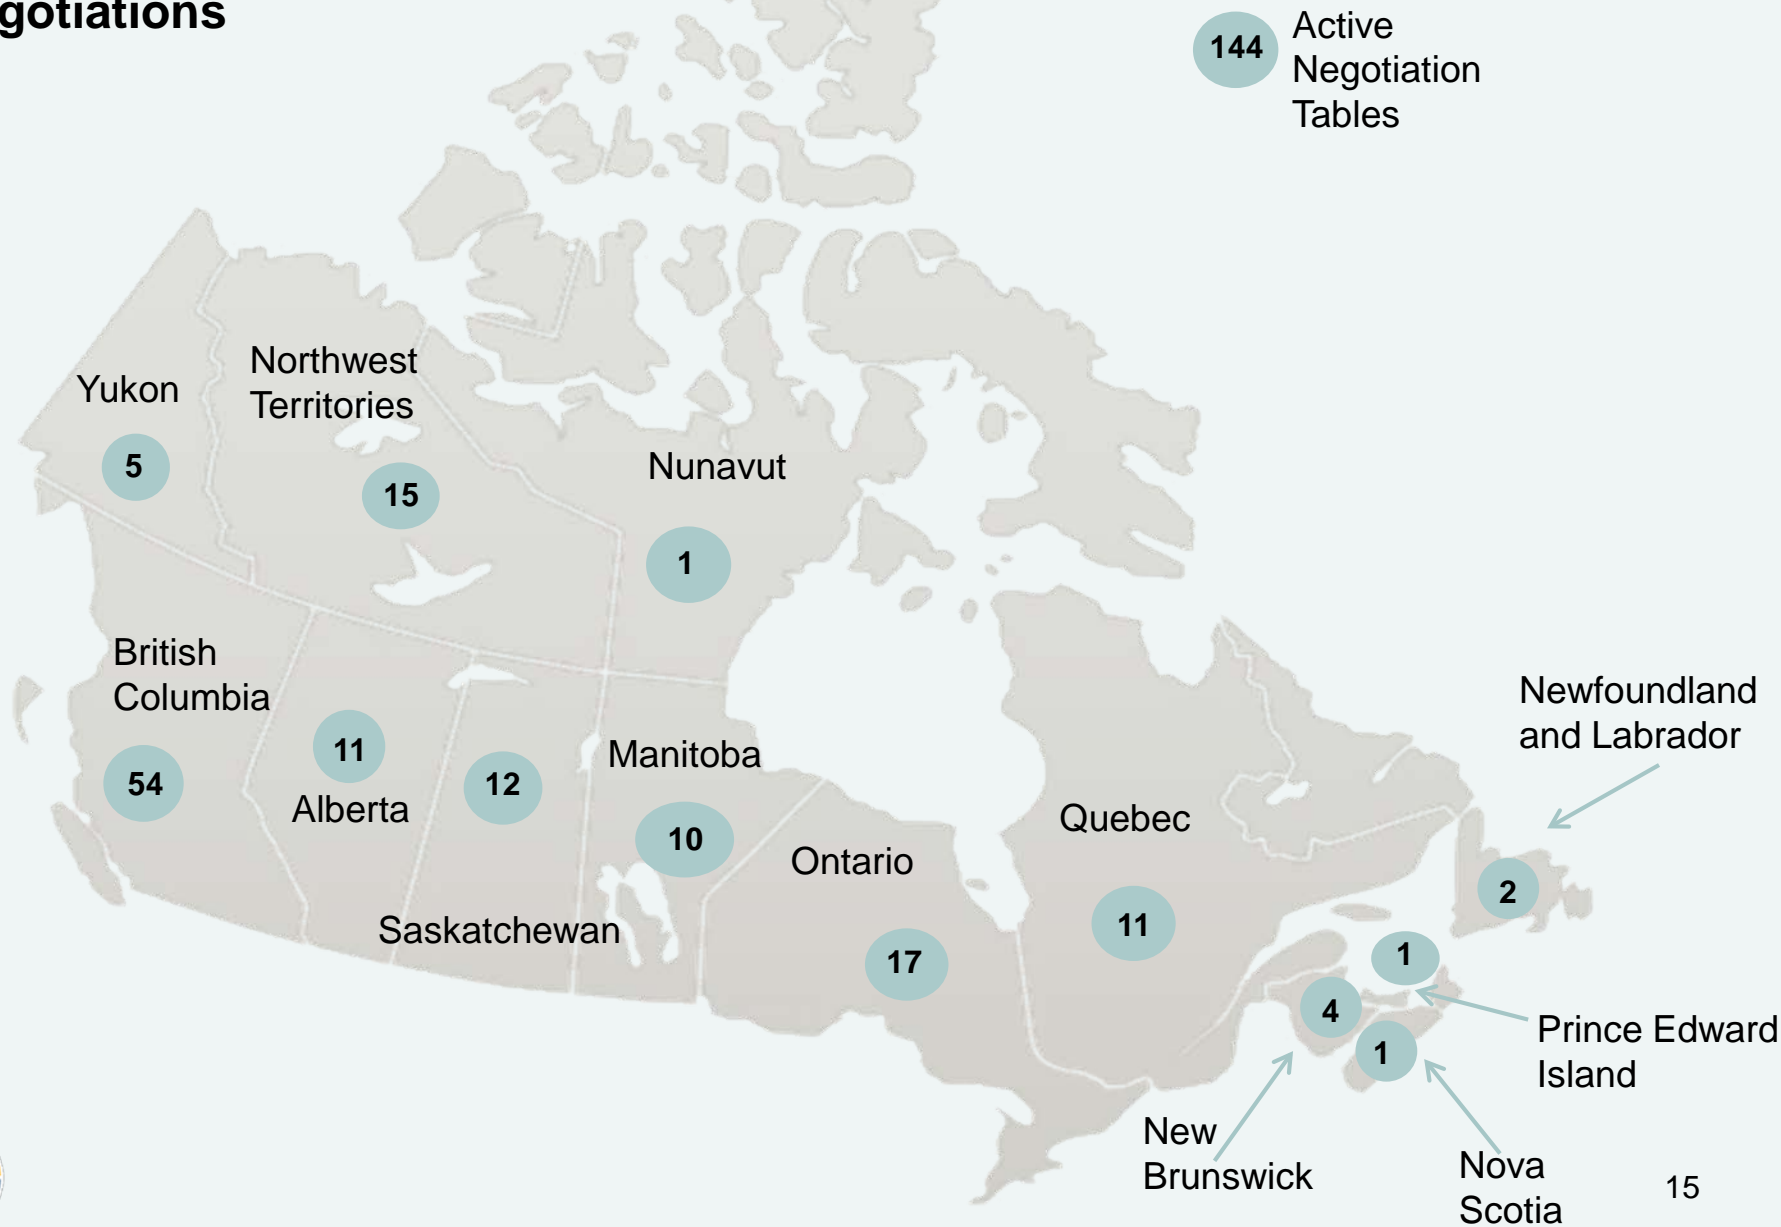 gotiations
144
Active
Negotiation
Tables
Yukon
5
Northwest
Territories
15
Nunavut
1
British
Columbia
54
11
Alberta
12
Saskatchewan
Manitoba
10
Ontario
17
Quebec
11
Newfoundland
and Labrador
2
1
Prince Edward
Island
4
1
New
Brunswick
Nova
Scotia
15